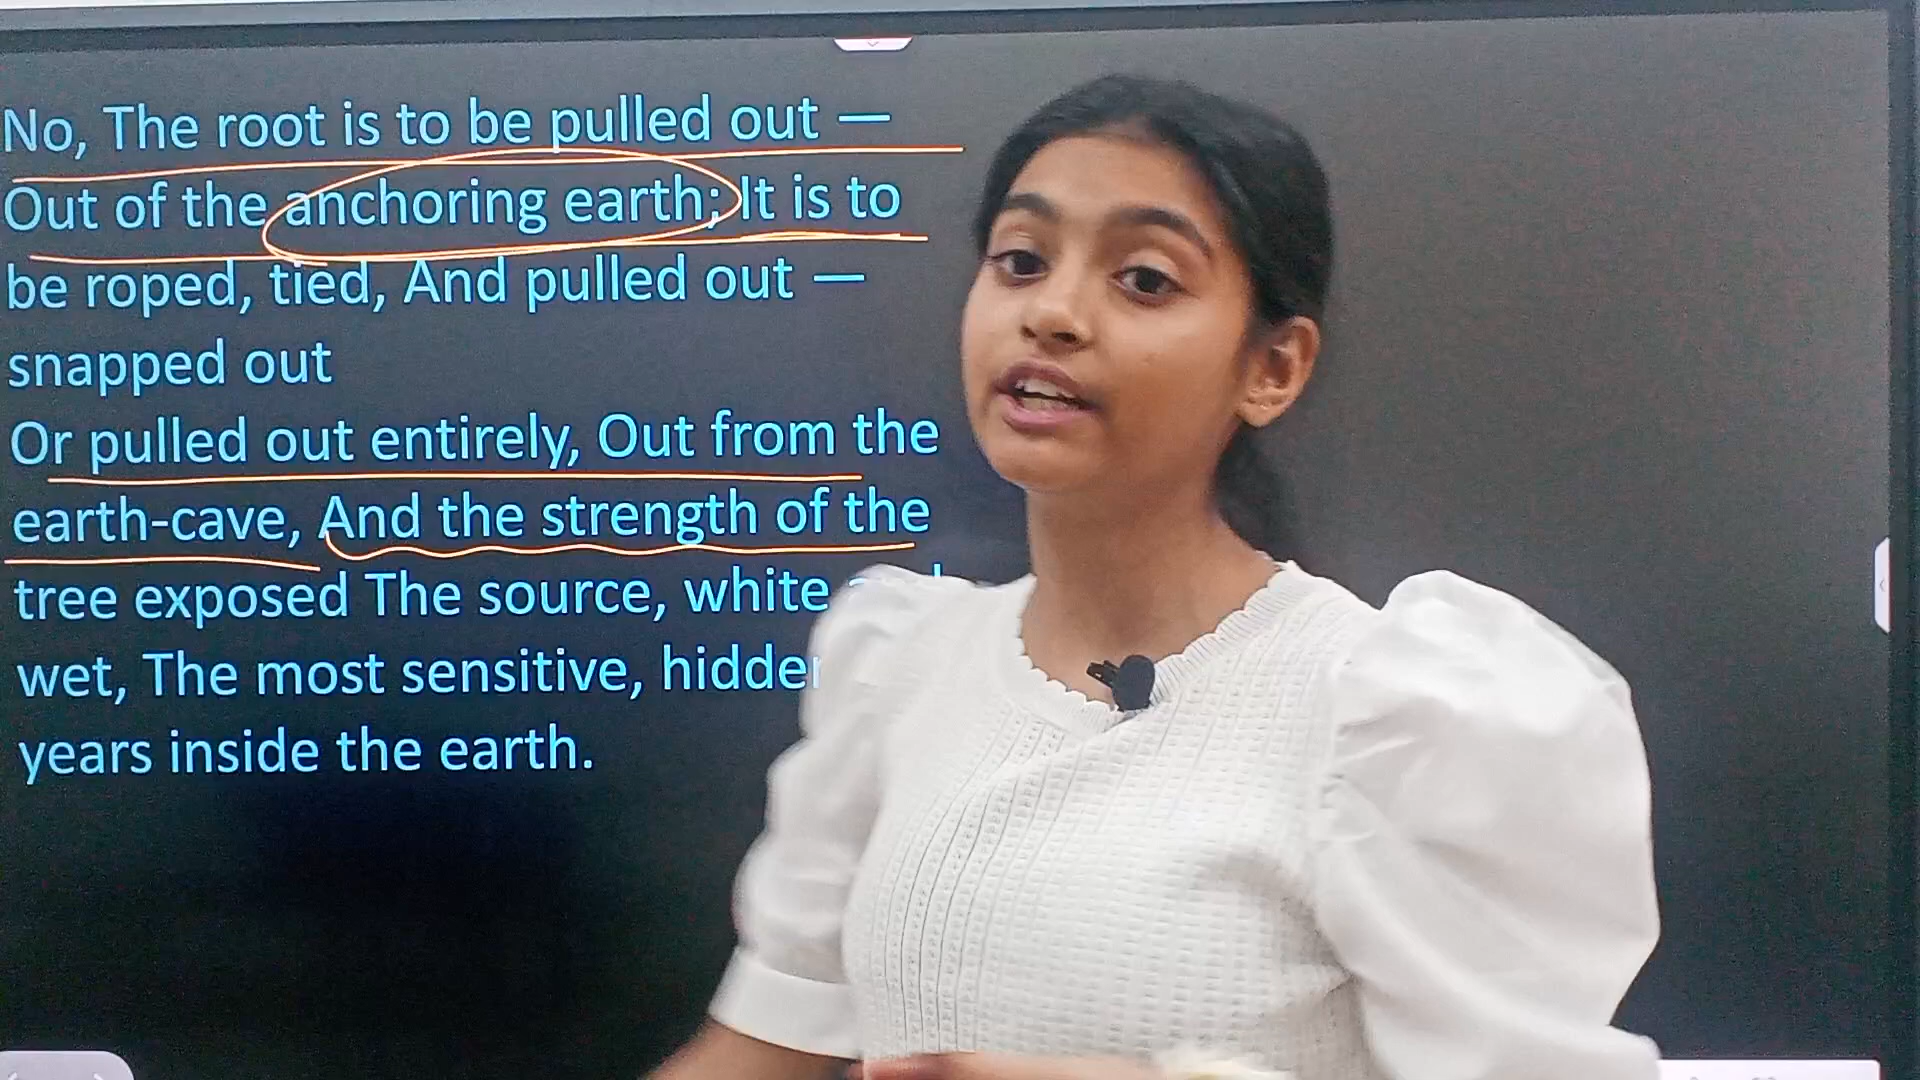 No, The root is to be pulled out —
Out of the anchoring earth; It is to
be roped, tied, And pulled out —
snapped out
Or pulled out entirely, Out from the
earth-cave, And the strength of the
tree exposed The source, white
wet, The most sensitive, hidden
years inside the earth.